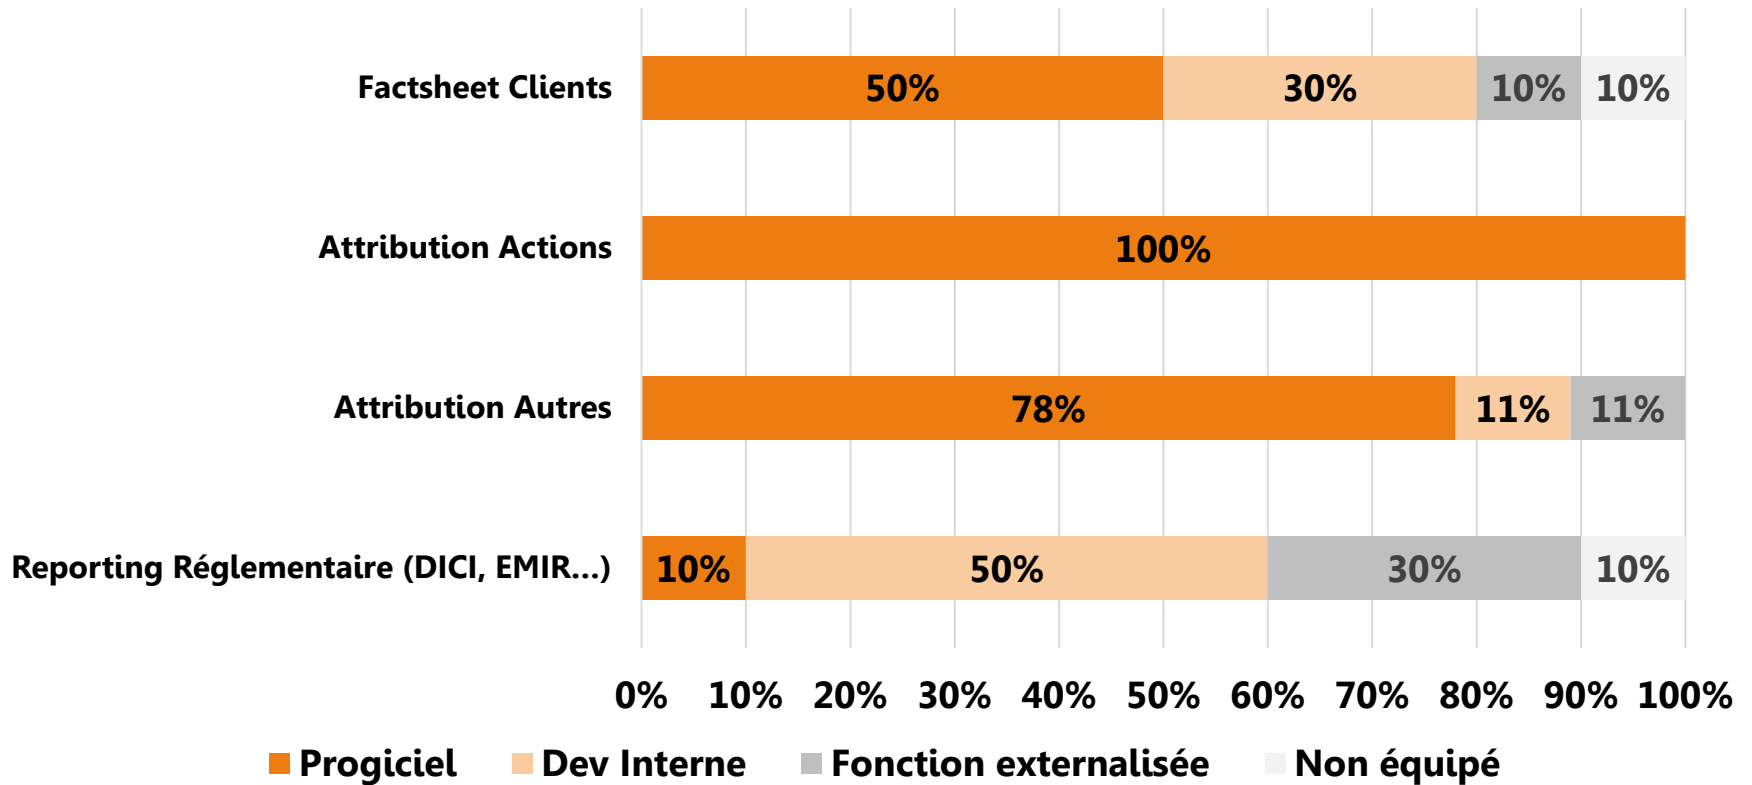 Factsheet Clients 50% 30% 10% 10%
Attribution Actions 100%
Attribution Autres 78% 11% 11%
Reporting Réglementaire (DICI, EMIR…) 10% 50% 30% 10%
0% 10% 20% 30% 40% 50% 60% 70% 80% 90% 100%
Progiciel Dev Interne Fonction externalisée Non équipé